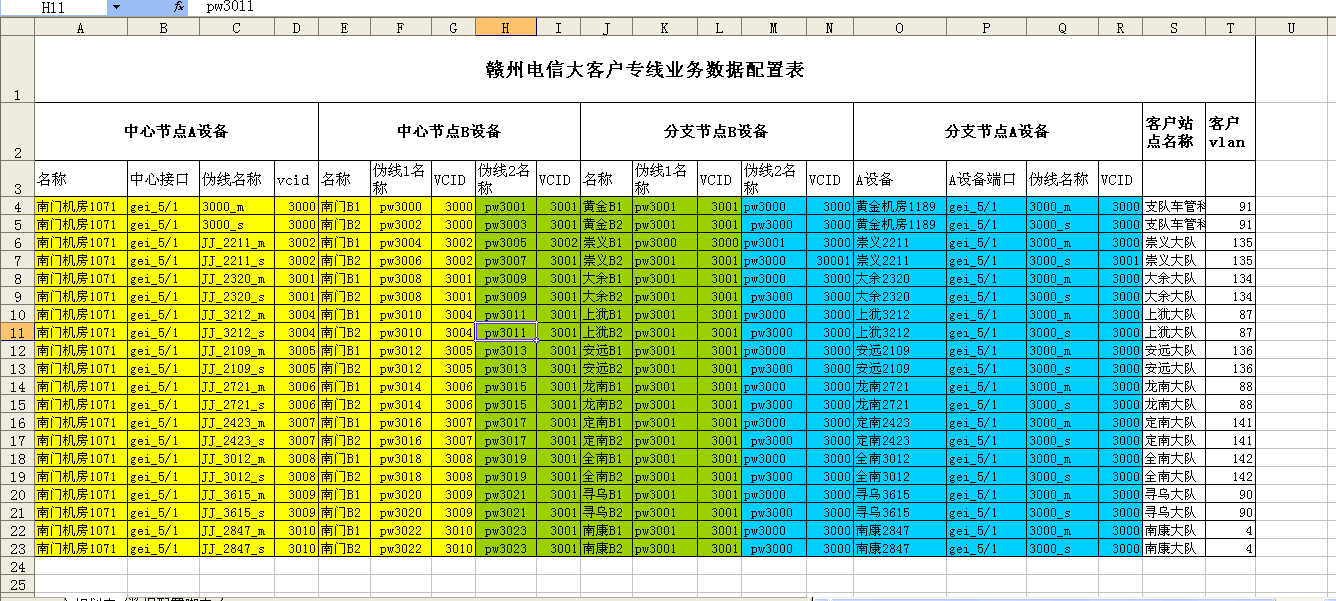 H11 fx pw3011
A B C D E F G H I J K L M N O P Q R S T U
1 赣州电信大客户专线业务数据配置表
2 中心节点A设备 中心节点B设备 分支节点B设备 分支节点A设备 客户站点名称 客户vlan
3 名称 中心接口 伪线名称 vcid 名称 伪线1名称 VCID 伪线2名称 VCID 名称 伪线1名称 VCID 伪线2名称 VCID A设备 A设备端口 伪线名称 VCID
4 南门机房1071 gei_5/1 3000_m 3000 南门B1 pw3000 3000 pw3001 3001 黄金B1 pw3001 3001 pw3000 3000 黄金机房1189 gei_5/1 3000_m 3000 支队车管科 91
5 南门机房1071 gei_5/1 3000_s 3000 南门B2 pw3002 3000 pw3003 3001 黄金B2 pw3001 3001 pw3000 3000 黄金机房1189 gei_5/1 3000_s 3000 支队车管科 91
6 南门机房1071 gei_5/1 JJ_2211_m 3002 南门B1 pw3004 3002 pw3005 3002 崇义B1 pw3000 3000 pw3001 3000 崇义2211 gei_5/1 3000_m 3000 崇义大队 135
7 南门机房1071 gei_5/1 JJ_2211_s 3002 南门B2 pw3006 3002 pw3007 3001 崇义B2 pw3001 3001 pw3000 30001 崇义2211 gei_5/1 3000_s 3001 崇义大队 135
8 南门机房1071 gei_5/1 JJ_2320_m 3001 南门B1 pw3008 3001 pw3009 3001 大余B1 pw3001 3001 pw3000 3000 大余2320 gei_5/1 3000_m 3000 大余大队 134
9 南门机房1071 gei_5/1 JJ_2320_s 3001 南门B2 pw3008 3001 pw3009 3001 大余B2 pw3001 3001 pw3000 3000 大余2320 gei_5/1 3000_s 3000 大余大队 134
10 南门机房1071 gei_5/1 JJ_3212_m 3004 南门B1 pw3010 3004 pw3011 3001 上犹B1 pw3001 3001 pw3000 3000 上犹3212 gei_5/1 3000_m 3000 上犹大队 87
11 南门机房1071 gei_5/1 JJ_3212_s 3004 南门B2 pw3010 3004 pw3011 3001 上犹B2 pw3001 3001 pw3000 3000 上犹3212 gei_5/1 3000_s 3000 上犹大队 87
12 南门机房1071 gei_5/1 JJ_2109_m 3005 南门B1 pw3012 3005 pw3013 3001 安远B1 pw3001 3001 pw3000 3000 安远2109 gei_5/1 3000_m 3000 安远大队 136
13 南门机房1071 gei_5/1 JJ_2109_s 3005 南门B2 pw3012 3005 pw3013 3001 安远B2 pw3001 3001 pw3000 3000 安远2109 gei_5/1 3000_s 3000 安远大队 136
14 南门机房1071 gei_5/1 JJ_2721_m 3006 南门B1 pw3014 3006 pw3015 3001 龙南B1 pw3001 3001 pw3000 3000 龙南2721 gei_5/1 3000_m 3000 龙南大队 88
15 南门机房1071 gei_5/1 JJ_2721_s 3006 南门B2 pw3014 3006 pw3015 3001 龙南B2 pw3001 3001 pw3000 3000 龙南2721 gei_5/1 3000_s 3000 龙南大队 88
16 南门机房1071 gei_5/1 JJ_2423_m 3007 南门B1 pw3016 3007 pw3017 3001 定南B1 pw3001 3001 pw3000 3000 定南2423 gei_5/1 3000_m 3000 定南大队 141
17 南门机房1071 gei_5/1 JJ_2423_s 3007 南门B2 pw3016 3007 pw3017 3001 定南B2 pw3001 3001 pw3000 3000 定南2423 gei_5/1 3000_s 3000 定南大队 141
18 南门机房1071 gei_5/1 JJ_3012_m 3008 南门B1 pw3018 3008 pw3019 3001 全南B1 pw3001 3001 pw3000 3000 全南3012 gei_5/1 3000_m 3000 全南大队 142
19 南门机房1071 gei_5/1 JJ_3012_s 3008 南门B2 pw3018 3008 pw3019 3001 全南B2 pw3001 3001 pw3000 3000 全南3012 gei_5/1 3000_s 3000 全南大队 142
20 南门机房1071 gei_5/1 JJ_3615_m 3009 南门B1 pw3020 3009 pw3021 3001 寻乌B1 pw3001 3001 pw3000 3000 寻乌3615 gei_5/1 3000_m 3000 寻乌大队 90
21 南门机房1071 gei_5/1 JJ_3615_s 3009 南门B2 pw3020 3009 pw3021 3001 寻乌B2 pw3001 3001 pw3000 3000 寻乌3615 gei_5/1 3000_s 3000 寻乌大队 90
22 南门机房1071 gei_5/1 JJ_2847_m 3010 南门B1 pw3022 3010 pw3023 3001 南康B1 pw3001 3001 pw3000 3000 南康2847 gei_5/1 3000_m 3000 南康大队 4
23 南门机房1071 gei_5/1 JJ_2847_s 3010 南门B2 pw3022 3010 pw3023 3001 南康B2 pw3001 3001 pw3000 3000 南康2847 gei_5/1 3000_s 3000 南康大队 4
24
25